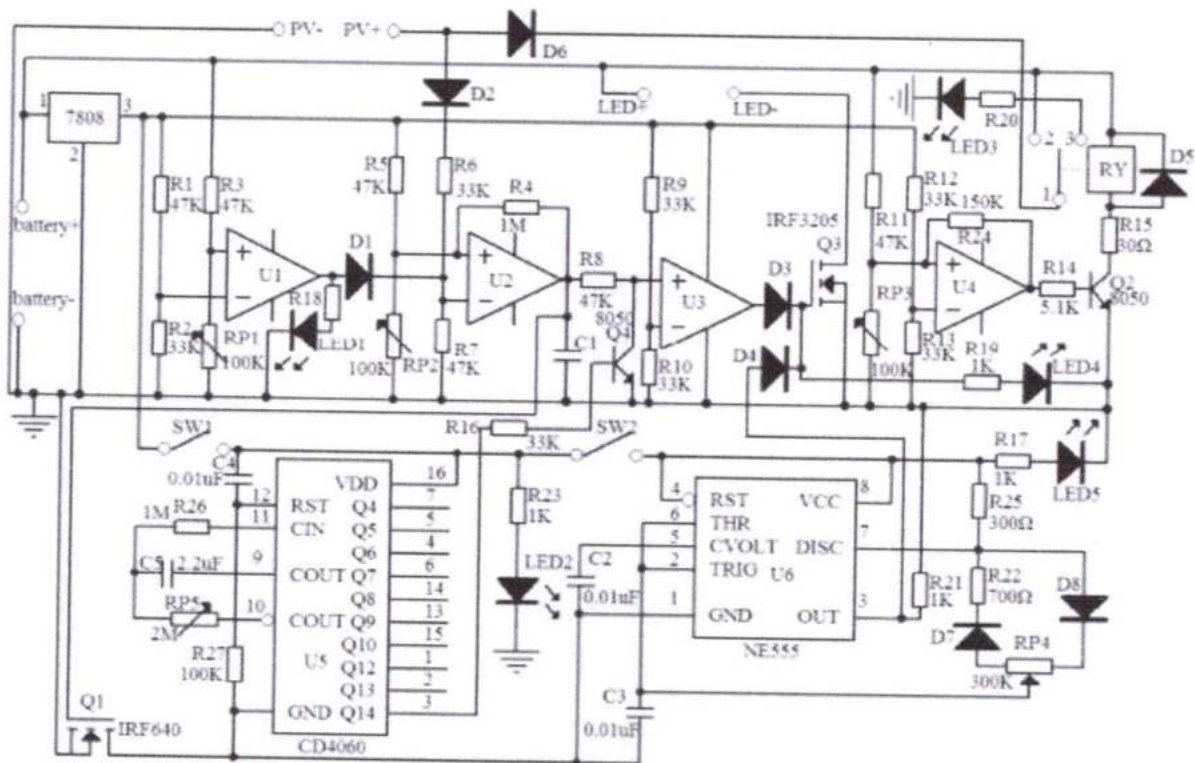 PV-
PV+
D6
D2
1
7808
3
2
LED+
LED-
LED3
R20
2
3
RY
D5
1
R1
47K
R3
47K
R5
47K
R6
33K
R4
1M
R9
33K
IRF3205
Q3
R11
47K
R12
33K
150K
R24
R15
30Ω
battery+
battery-
U1
D1
U2
R8
47K
8050
Q4
U3
D3
U4
R14
5.1K
Q2
8050
R18
LED1
R2
33K
RP1
100K
RP2
100K
R7
47K
C1
R10
33K
D4
RP3
100K
R13
33K
R19
1K
LED4
SW1
R16
33K
SW2
R17
1K
LED5
C4
0.01uF
R26
1M
C5
2.2uF
RP5
2M
R27
100K
12
11
9
10
RST
CIN
COUT
COUT
U5
GND
VDD
Q4
Q5
Q6
Q7
Q8
Q9
Q10
Q12
Q13
Q14
16
7
5
4
6
14
13
15
1
2
3
CD4060
R23
1K
LED2
C2
0.01uF
4
6
5
2
1
RST
THR
CVOLT
TRIG
GND
VCC
DISC
U6
OUT
8
7
3
NE555
R25
300Ω
R21
1K
R22
700Ω
D7
D8
RP4
300K
C3
0.01uF
Q1
IRF640